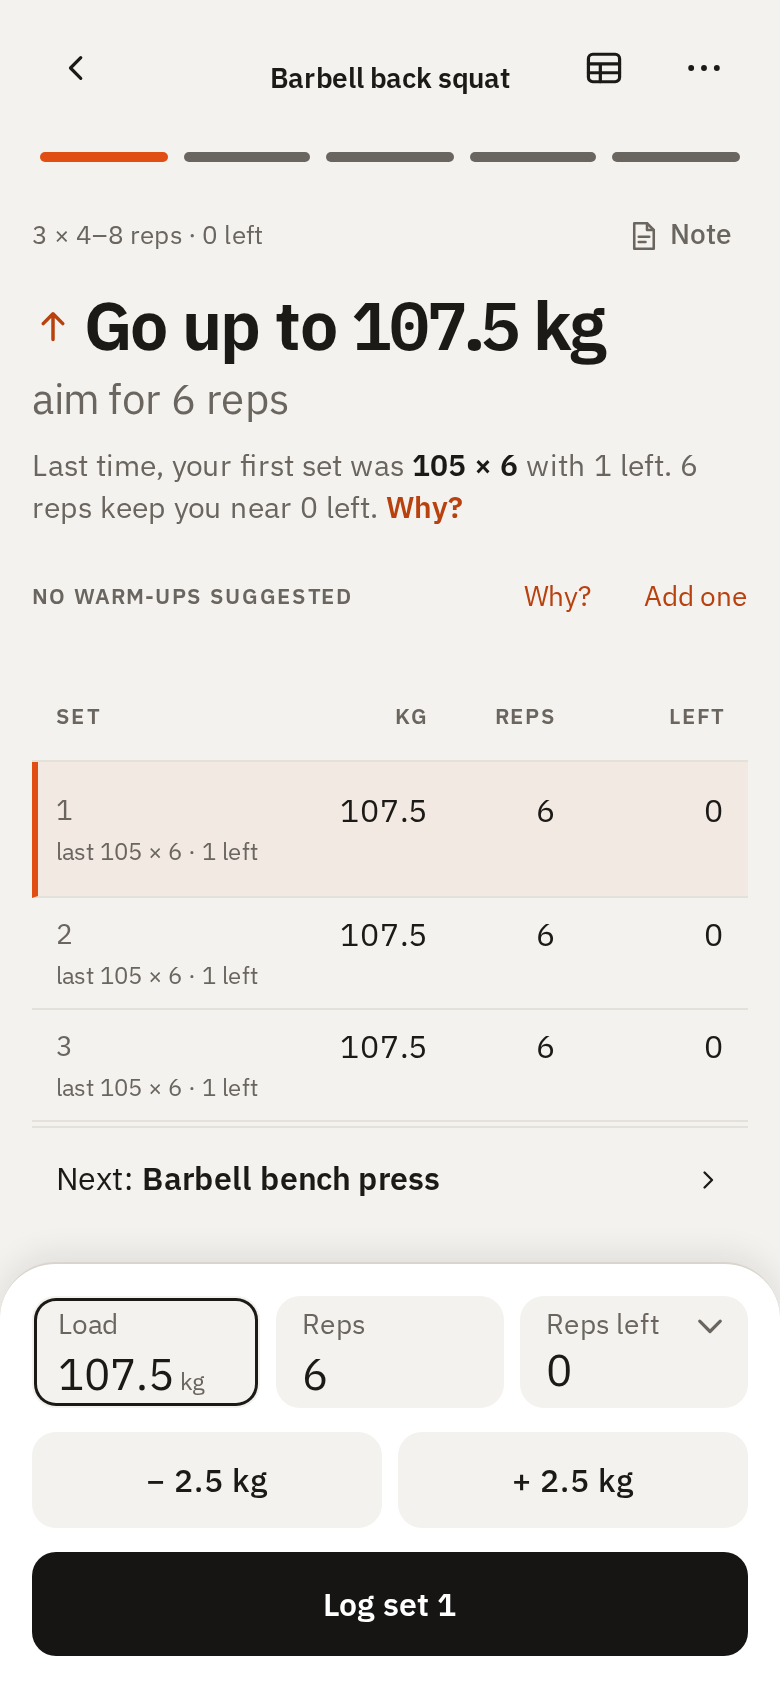 Barbell back squat
3 × 4–8 reps · 0 left
Note
↑ Go up to 107.5 kg
aim for 6 reps
Last time, your first set was 105 × 6 with 1 left. 6
reps keep you near 0 left. Why?
NO WARM-UPS SUGGESTED Why? Add one
SET KG REPS LEFT
1 107.5 6 0
last 105 × 6 · 1 left
2 107.5 6 0
last 105 × 6 · 1 left
3 107.5 6 0
last 105 × 6 · 1 left
Next: Barbell bench press
Load Reps Reps left
107.5 kg 6 0
− 2.5 kg + 2.5 kg
Log set 1